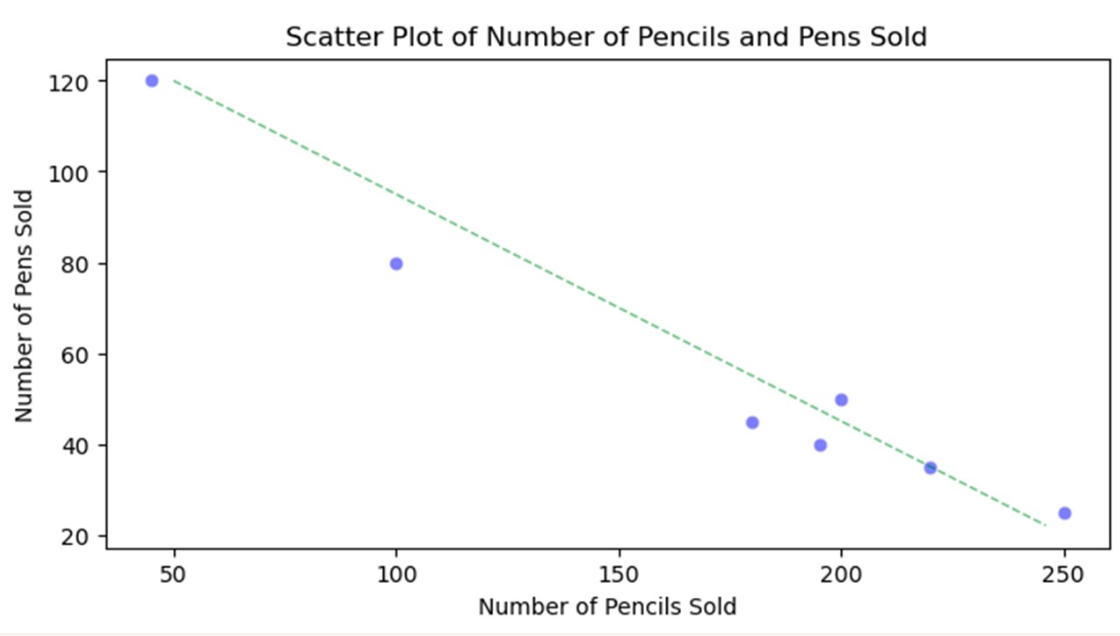 Scatter Plot of Number of Pencils and Pens Sold
120
100
80
60
40
20
Number of Pens Sold
50 100 150 200 250
Number of Pencils Sold